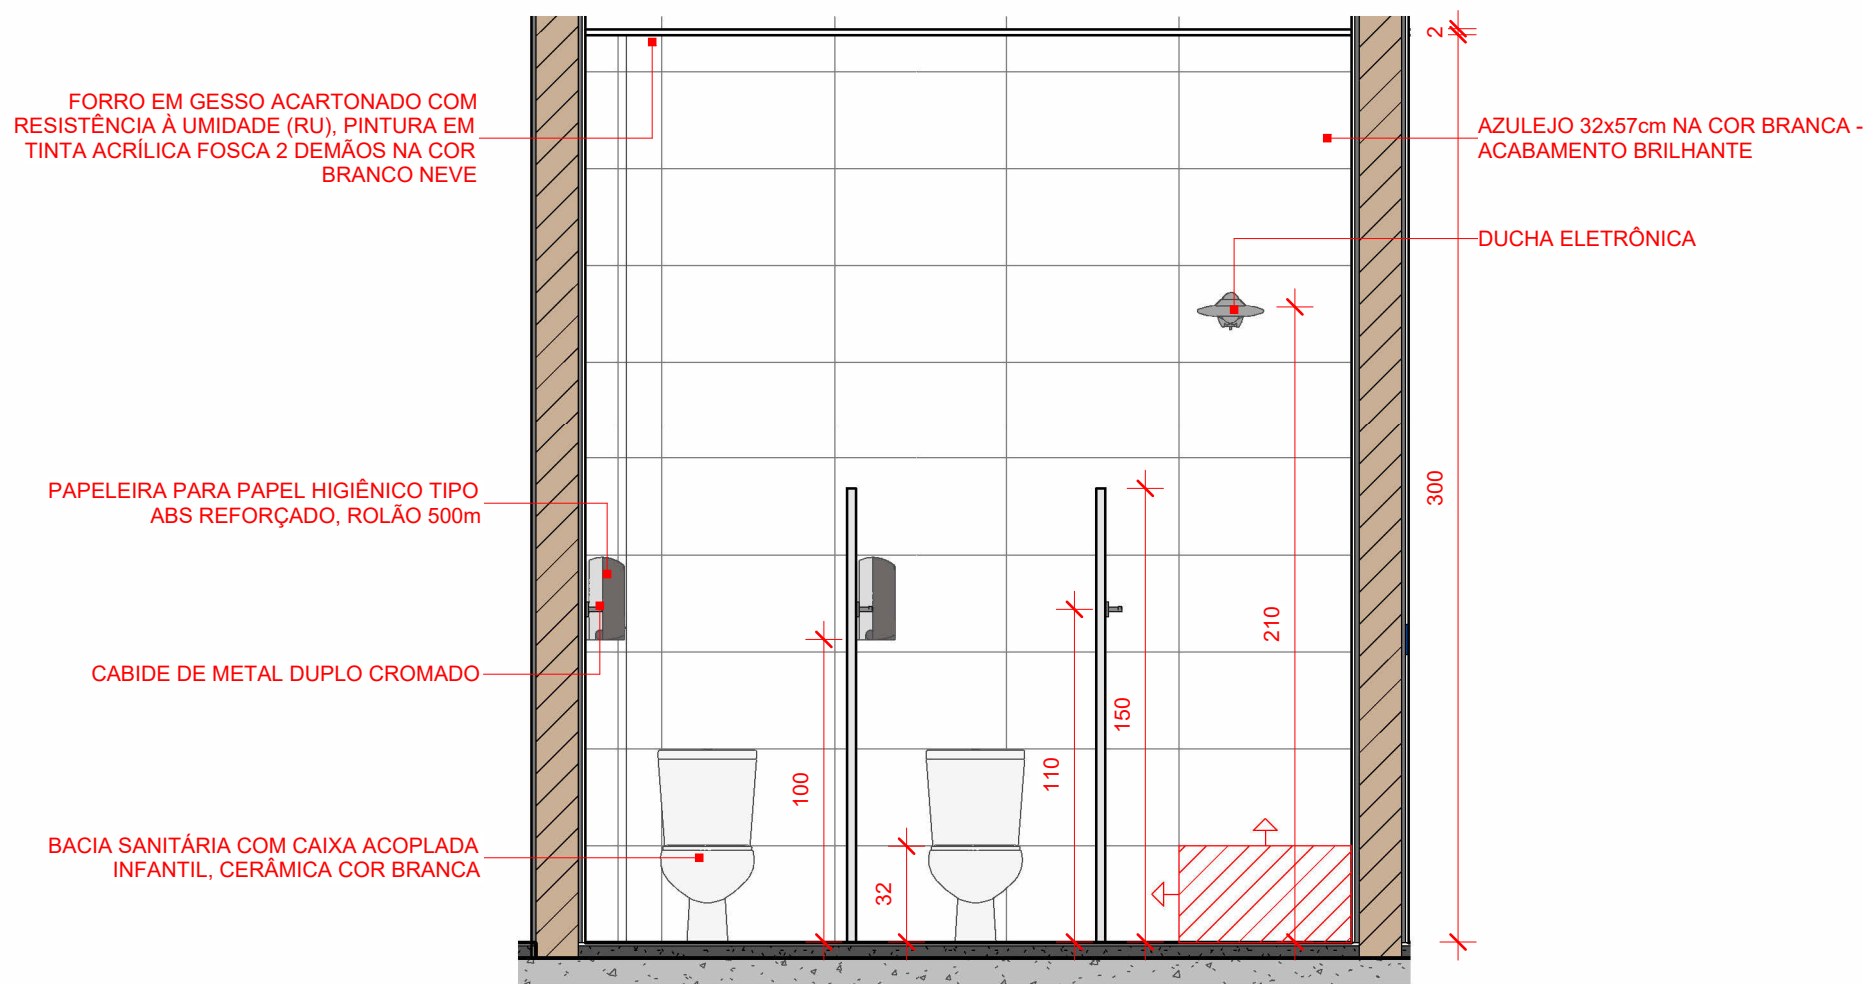 FORRO EM GESSO ACARTONADO COM
RESISTÊNCIA À UMIDADE (RU), PINTURA EM
TINTA ACRÍLICA FOSCA 2 DEMÃOS NA COR
BRANCO NEVE
PAPELEIRA PARA PAPEL HIGIÊNICO TIPO
ABS REFORÇADO, ROLÃO 500m
CABIDE DE METAL DUPLO CROMADO
BACIA SANITÁRIA COM CAIXA ACOPLADA
INFANTIL, CERÂMICA COR BRANCA
100
32
110
150
210
2
300
AZULEJO 32x57cm NA COR BRANCA -
ACABAMENTO BRILHANTE
DUCHA ELETRÔNICA